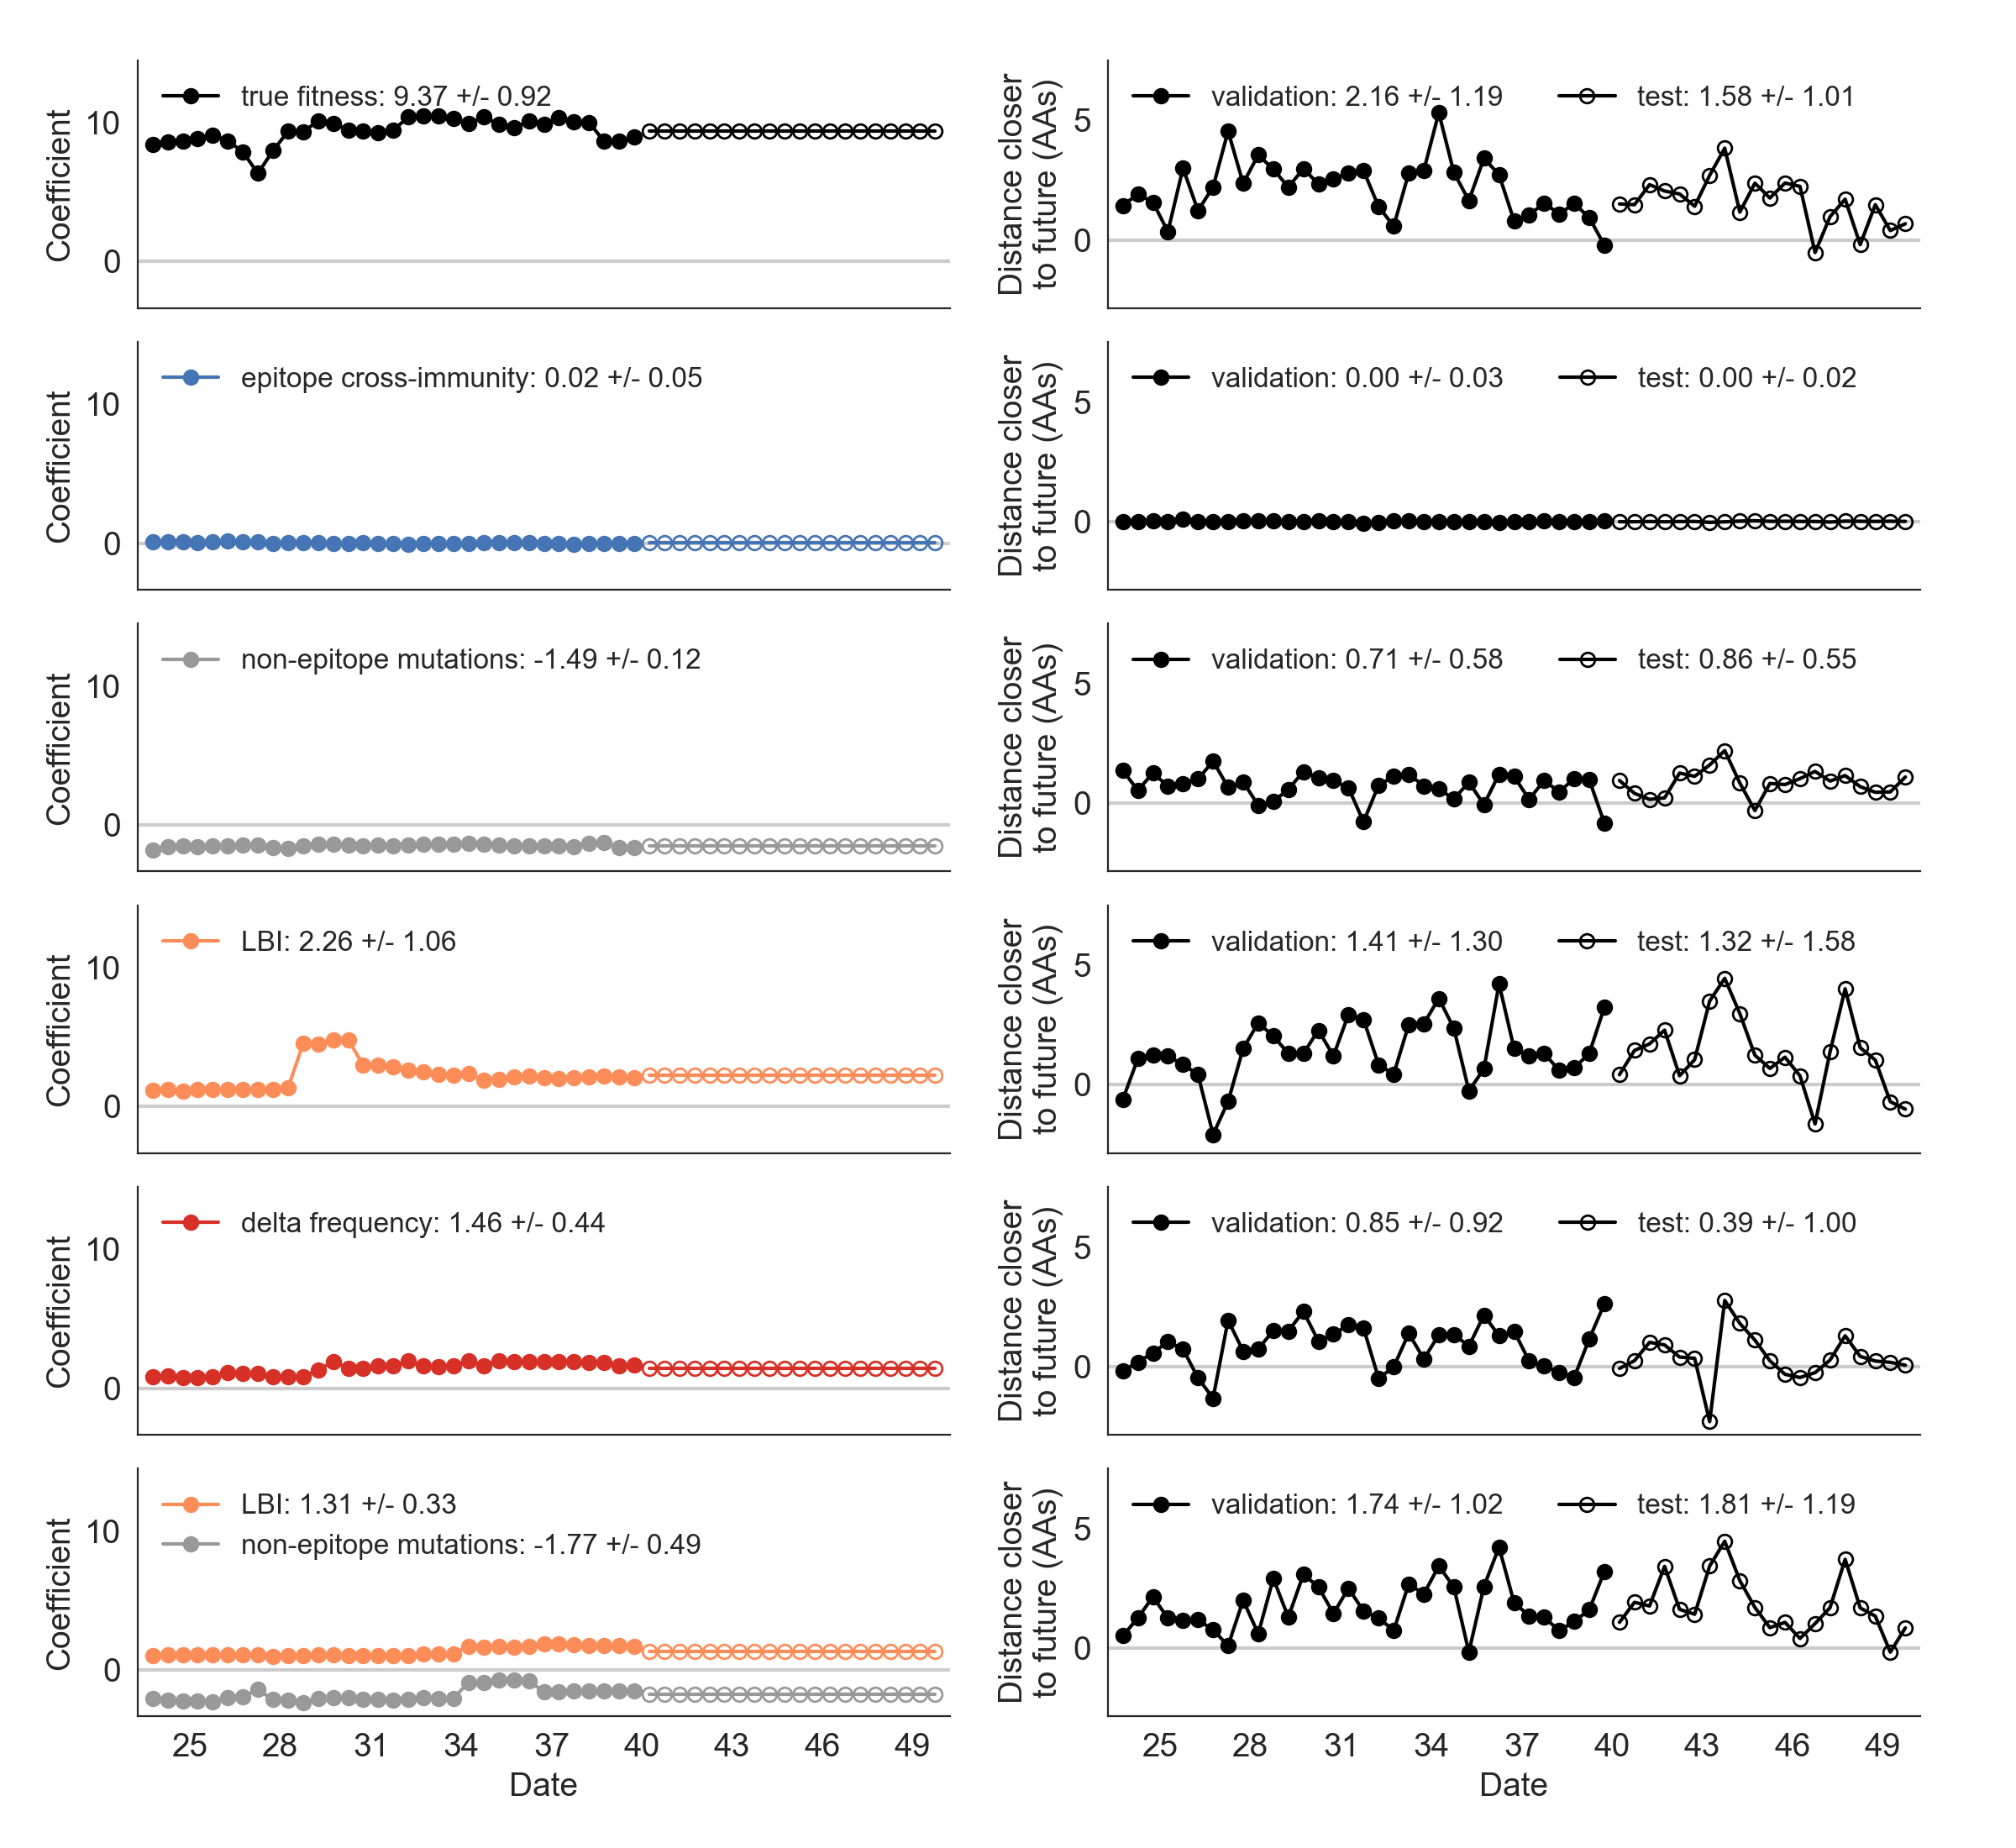 Coefficient
10
0
true fitness: 9.37 +/- 0.92
Distance closer
to future (AAs)
5
0
validation: 2.16 +/- 1.19
test: 1.58 +/- 1.01
Coefficient
10
0
epitope cross-immunity: 0.02 +/- 0.05
Distance closer
to future (AAs)
5
0
validation: 0.00 +/- 0.03
test: 0.00 +/- 0.02
Coefficient
10
0
non-epitope mutations: -1.49 +/- 0.12
Distance closer
to future (AAs)
5
0
validation: 0.71 +/- 0.58
test: 0.86 +/- 0.55
Coefficient
10
0
LBI: 2.26 +/- 1.06
Distance closer
to future (AAs)
5
0
validation: 1.41 +/- 1.30
test: 1.32 +/- 1.58
Coefficient
10
0
delta frequency: 1.46 +/- 0.44
Distance closer
to future (AAs)
5
0
validation: 0.85 +/- 0.92
test: 0.39 +/- 1.00
Coefficient
10
0
LBI: 1.31 +/- 0.33
non-epitope mutations: -1.77 +/- 0.49
25 28 31 34 37 40 43 46 49
Date
Distance closer
to future (AAs)
5
0
validation: 1.74 +/- 1.02
test: 1.81 +/- 1.19
25 28 31 34 37 40 43 46 49
Date